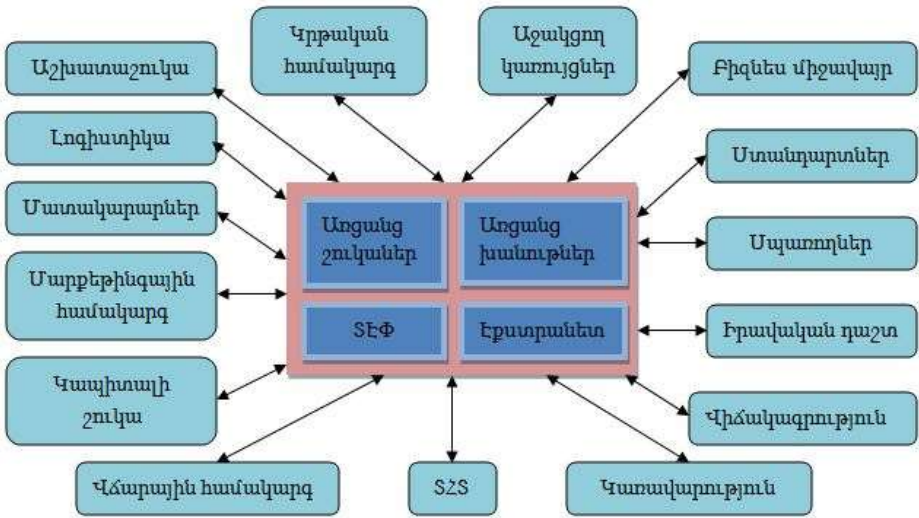 Կրթական
համակարգ
Աջակցող
կառույցներ
Աշխատաշուկա
Բիզնես միջավայր
Լոգիստիկա
Ստանդարտներ
Մատակարարներ
Առցանց
շուկաներ
Առցանց
խանութներ
Սպառողներ
Մարքեթինգային
համակարգ
ՏԷՓ
Էքստրանետ
Իրավական դաշտ
Կապիտալի
շուկա
Վիճակագրություն
Վճարային համակարգ
ՏՀՏ
Կառավարություն